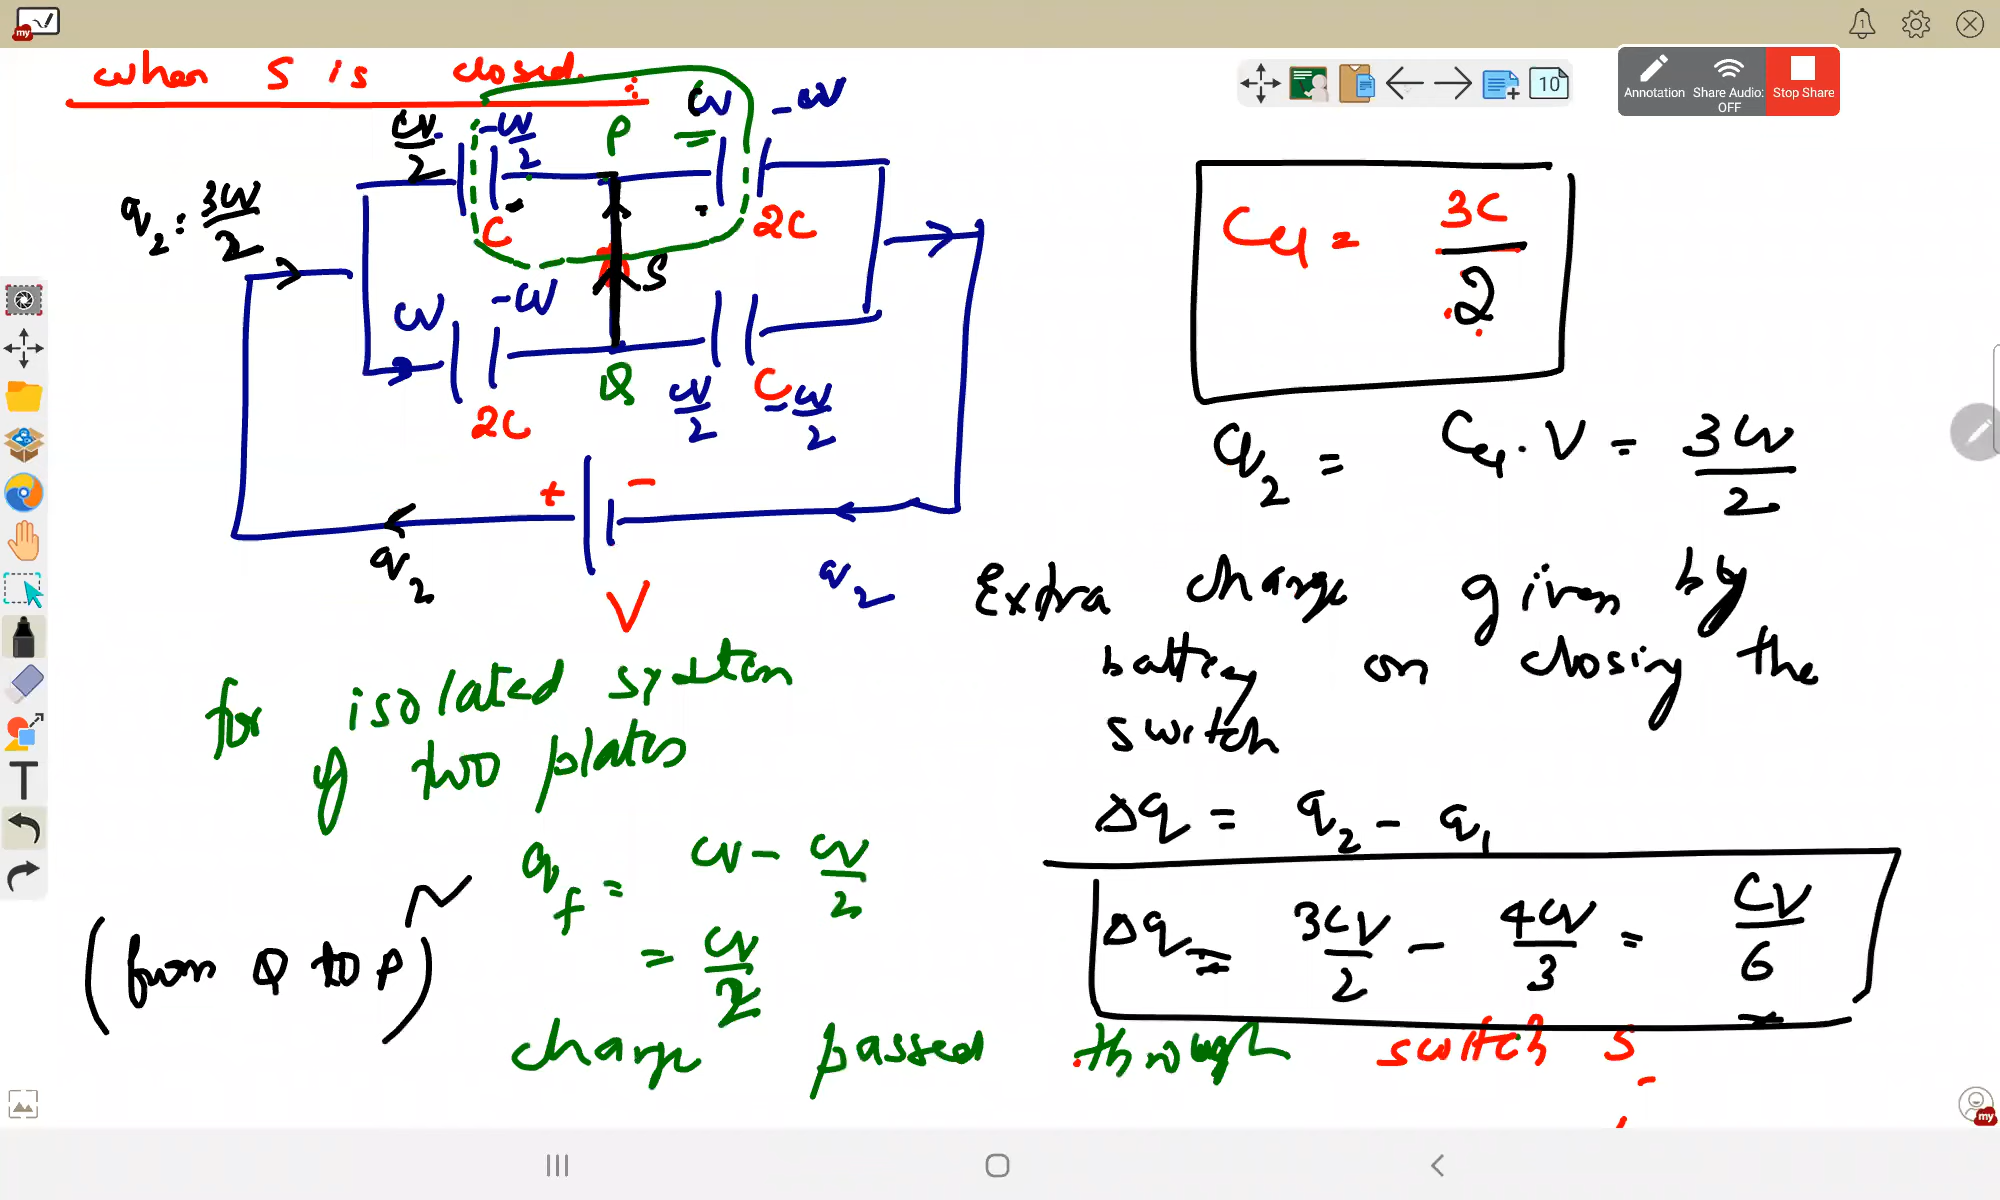 when S is closed :
Annotation
Share Audio: OFF
Stop Share
10
1
CV/2 -CV/2 P CV -CV
q2 : 3CV/2
C 2C
S
CV -CV
Q CV/2 C CV/2
2C
+ -
q2 V q2
Ceq = 3C/2
q2 = Ceq . V = 3CV/2
Extra charge given by
battery on closing the
switch
Δq = q2 - q1
Δq = 3CV/2 - 4CV/3 = CV/6
for isolated system
of two plates
qf = CV - CV/2
= CV/2
(from Q to P)
charge passed through switch S
T
my
my